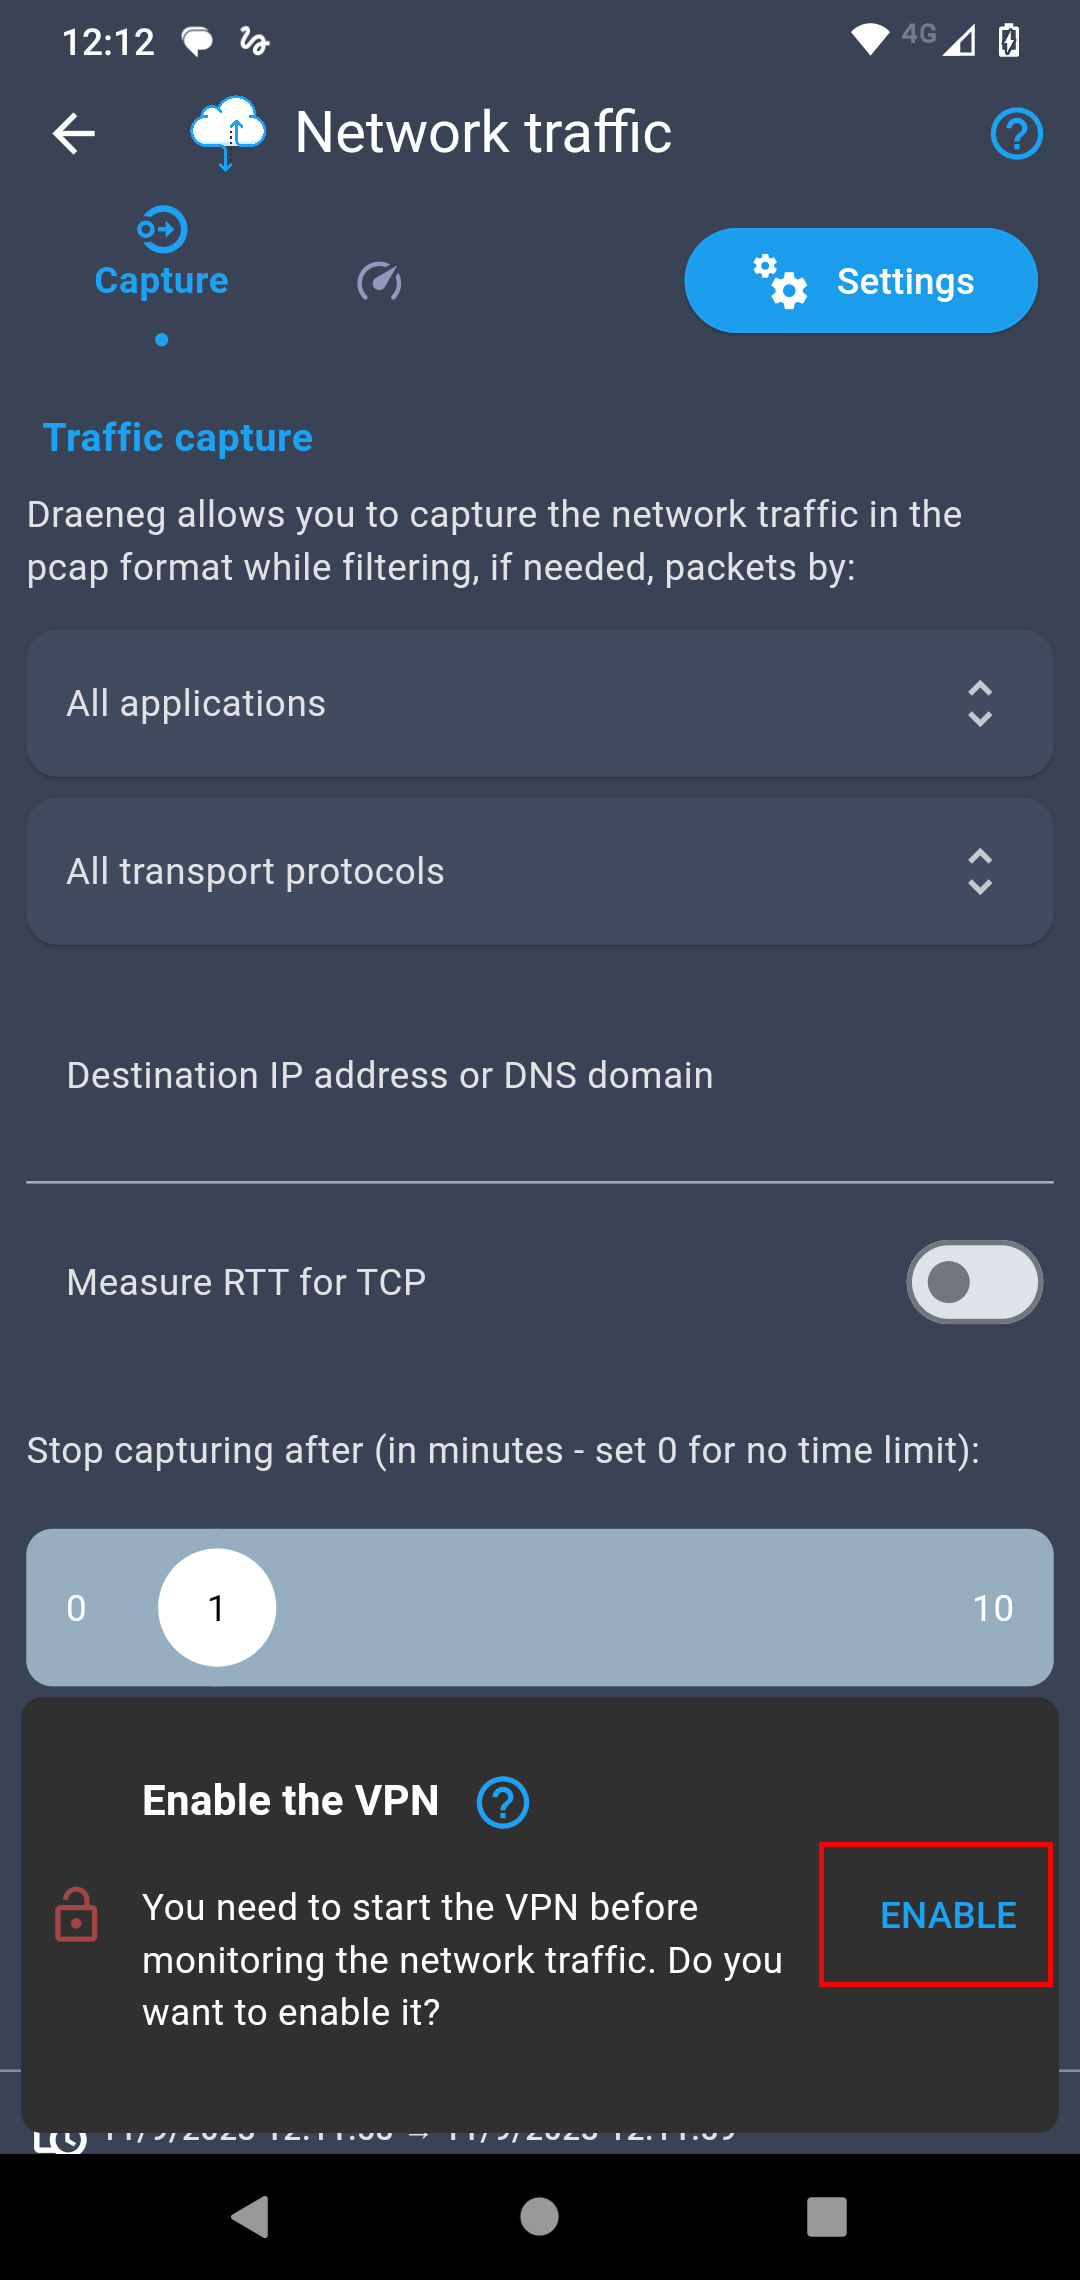 12:12
4G
Network traffic
Capture
Settings
Traffic capture
Draeneg allows you to capture the network traffic in the
pcap format while filtering, if needed, packets by:
All applications
All transport protocols
Destination IP address or DNS domain
Measure RTT for TCP
Stop capturing after (in minutes - set 0 for no time limit):
0
1
10
Enable the VPN
You need to start the VPN before
monitoring the network traffic. Do you
want to enable it?
ENABLE